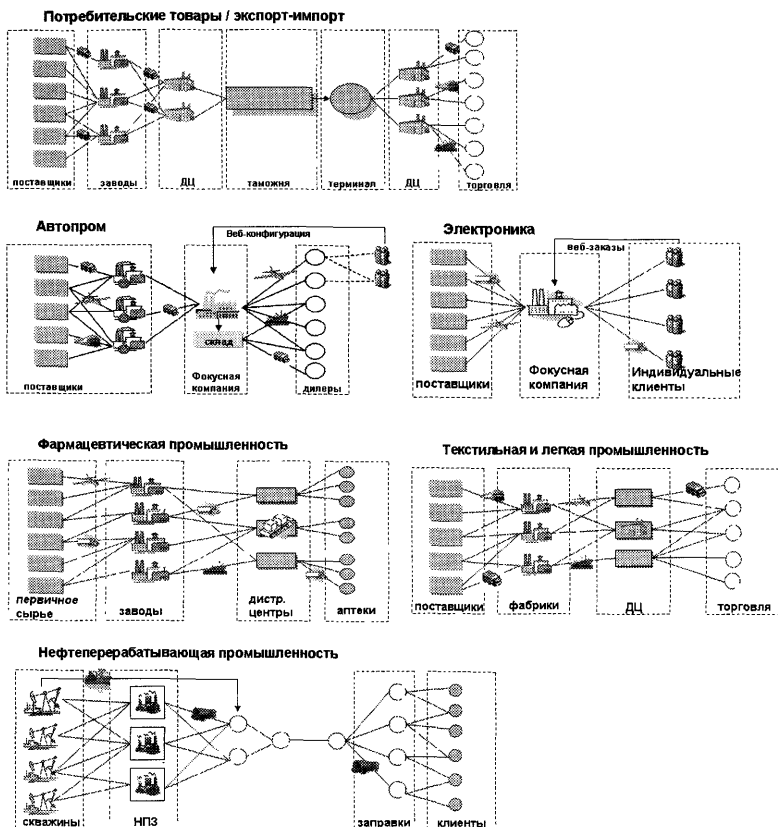 Потребительские товары / экспорт-импорт
поставщики заводы ДЦ таможня терминал ДЦ торговля
Автопром
Веб-конфигурация
склад
Фокусная
компания
дилеры
поставщики
Электроника
веб-заказы
поставщики Фокусная Индивидуальные
компания клиенты
Фармацевтическая промышленность
первичное заводы дистр. аптеки
сырье центры
Текстильная и легкая промышленность
поставщики фабрики ДЦ торговля
Нефтеперерабатывающая промышленность
скважины НПЗ заправки клиенты